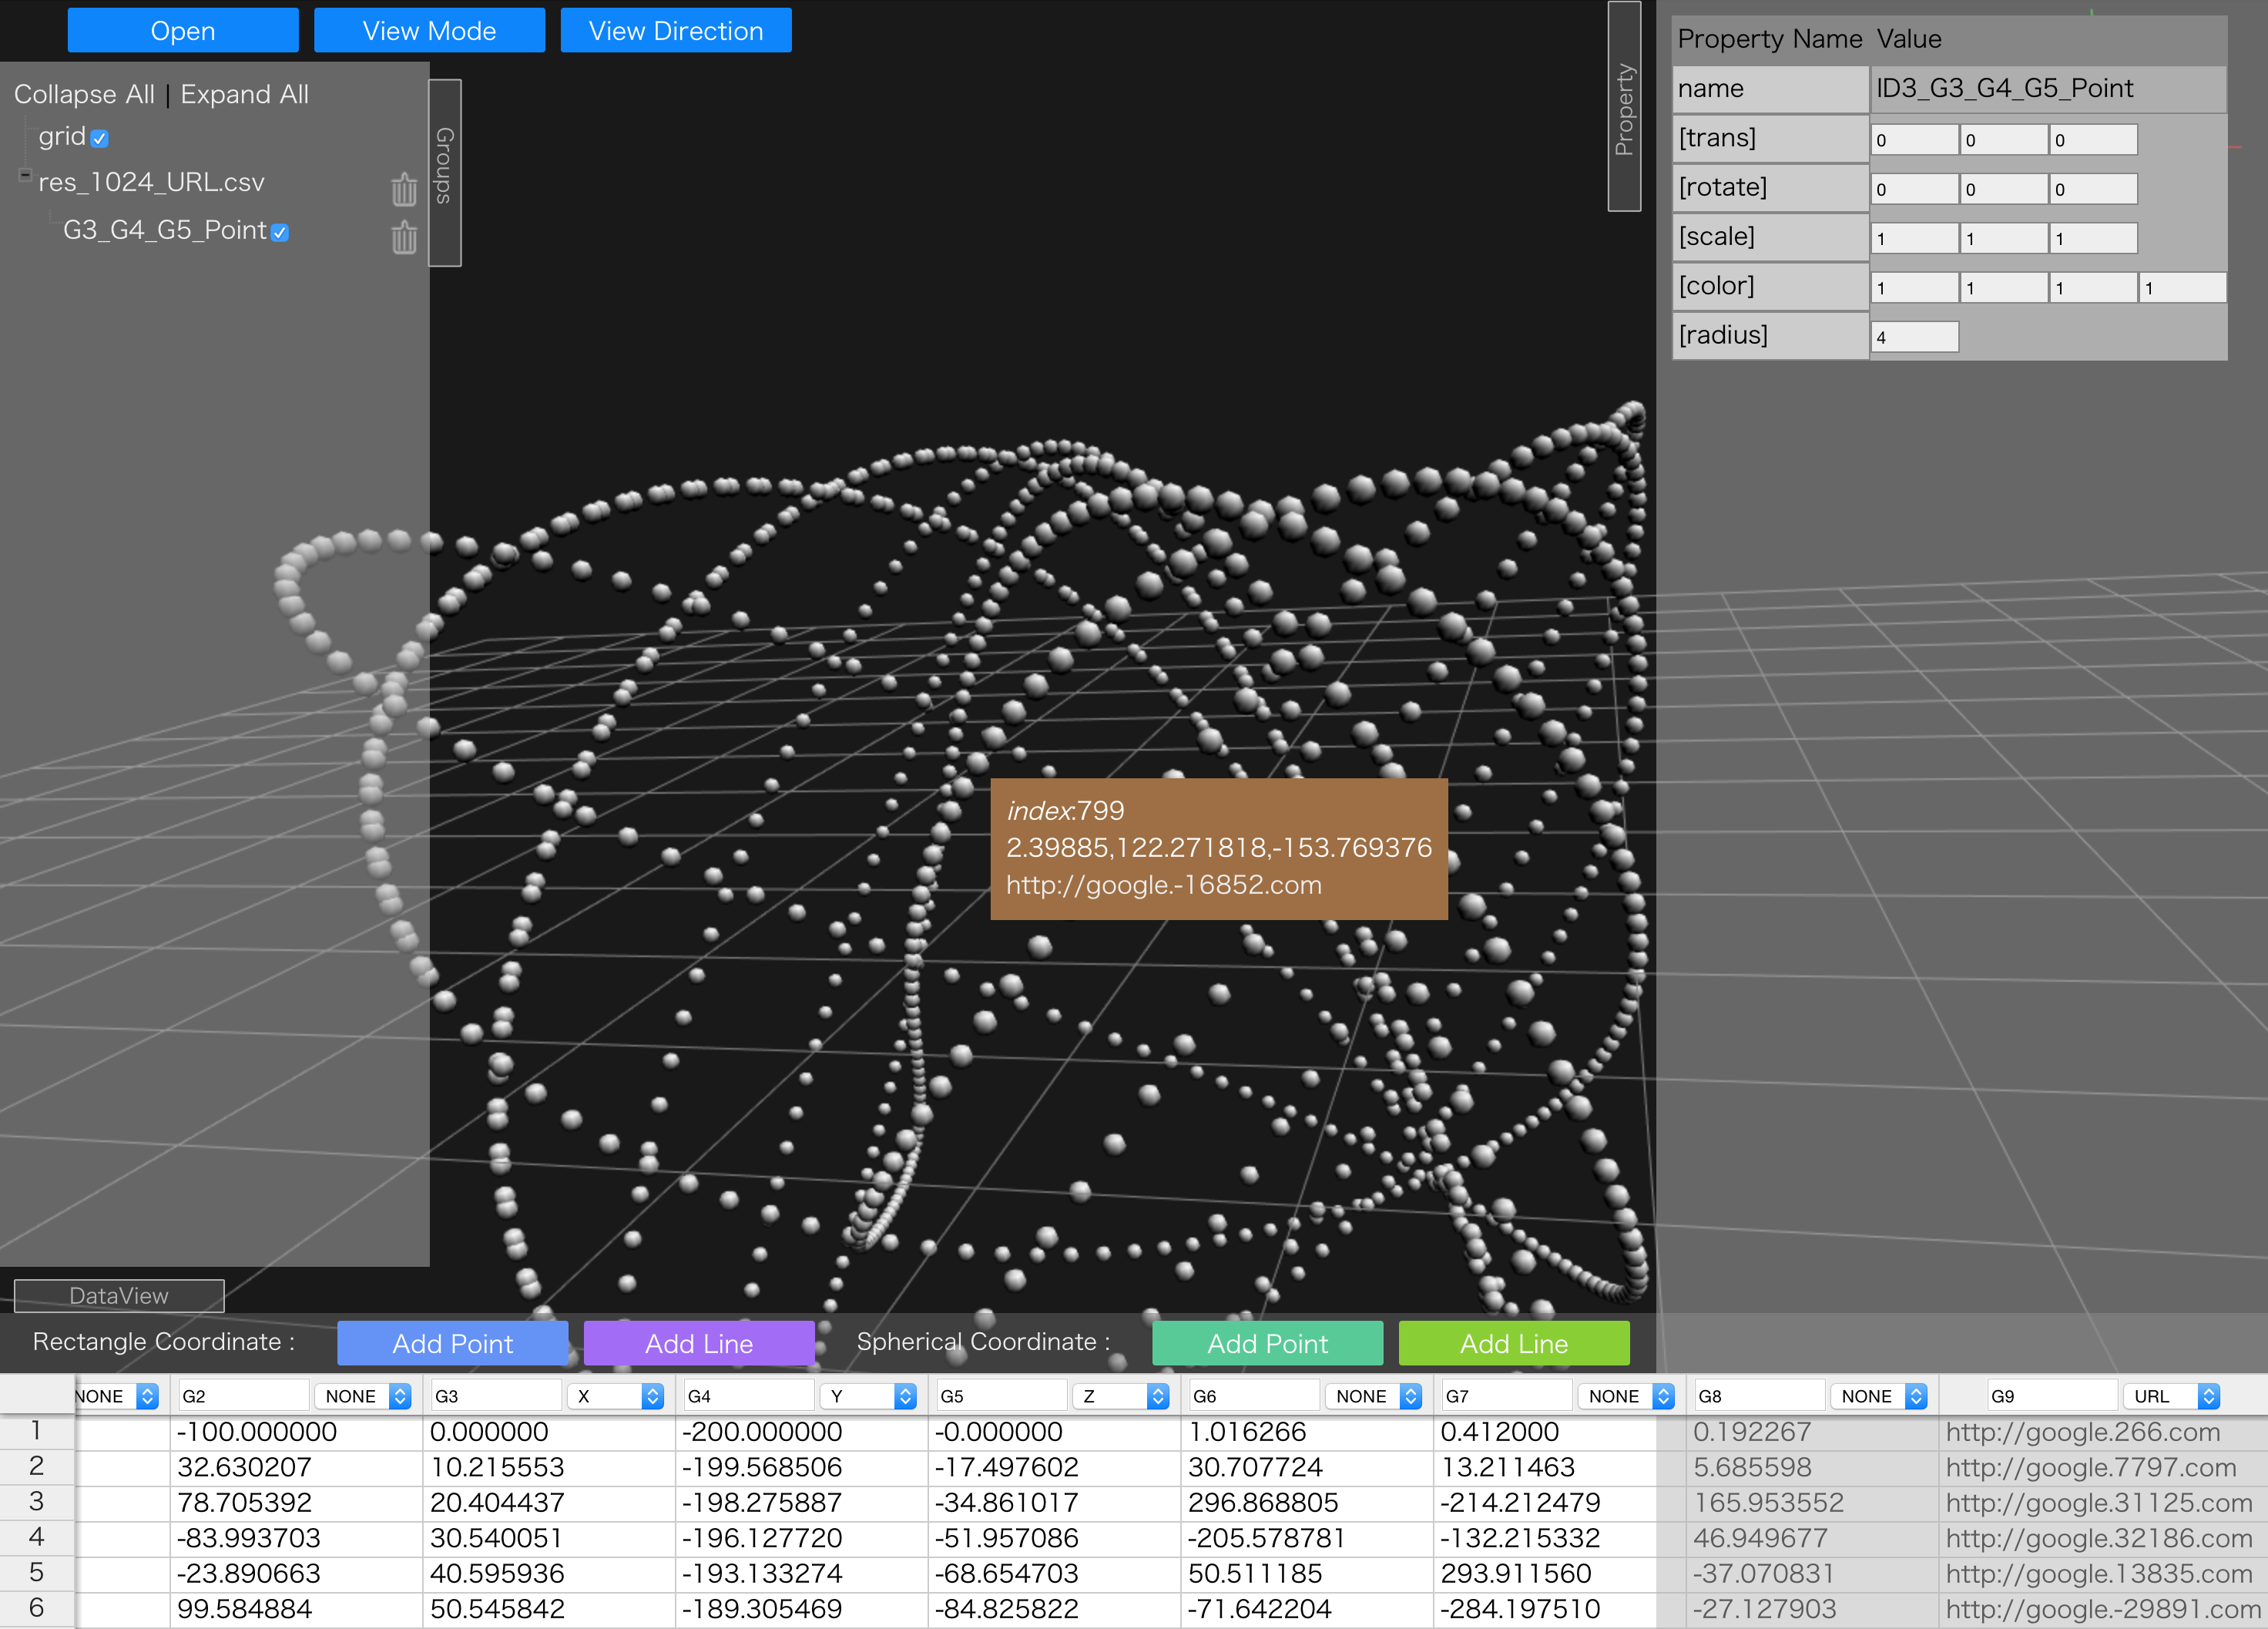 Open View Mode View Direction
Collapse All | Expand All
grid
res_1024_URL.csv
G3_G4_G5_Point
Groups
Property
Property Name Value
name ID3_G3_G4_G5_Point
[trans] 0 0 0
[rotate] 0 0 0
[scale] 1 1 1
[color] 1 1 1 1
[radius] 4
index:799
2.39885,122.271818,-153.769376
http://google.-16852.com
DataView
Rectangle Coordinate : Add Point Add Line Spherical Coordinate : Add Point Add Line
NONE G2 NONE G3 X G4 Y G5 Z G6 NONE G7 NONE G8 NONE G9 URL
1 -100.000000 0.000000 -200.000000 -0.000000 1.016266 0.412000 0.192267 http://google.266.com
2 32.630207 10.215553 -199.568506 -17.497602 30.707724 13.211463 5.685598 http://google.7797.com
3 78.705392 20.404437 -198.275887 -34.861017 296.868805 -214.212479 165.953552 http://google.31125.com
4 -83.993703 30.540051 -196.127720 -51.957086 -205.578781 -132.215332 46.949677 http://google.32186.com
5 -23.890663 40.595936 -193.133274 -68.654703 50.511185 293.911560 -37.070831 http://google.13835.com
6 99.584884 50.545842 -189.305469 -84.825822 -71.642204 -284.197510 -27.127903 http://google.-29891.com